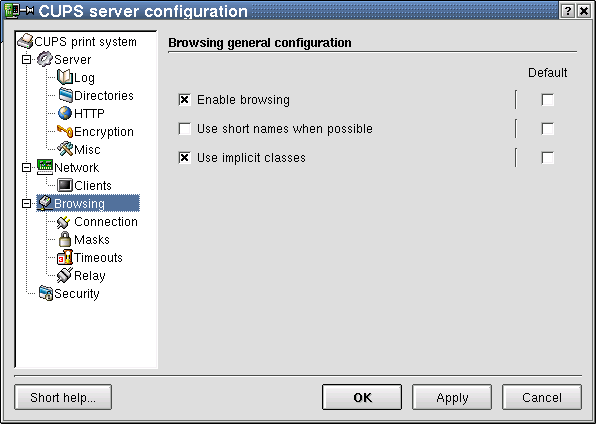 CUPS server configuration
CUPS print system
Server
Log
Directories
HTTP
Encryption
Misc
Network
Clients
Browsing
Connection
Masks
Timeouts
Relay
Security
Browsing general configuration
Default
Enable browsing
Use short names when possible
Use implicit classes
Short help...
OK
Apply
Cancel